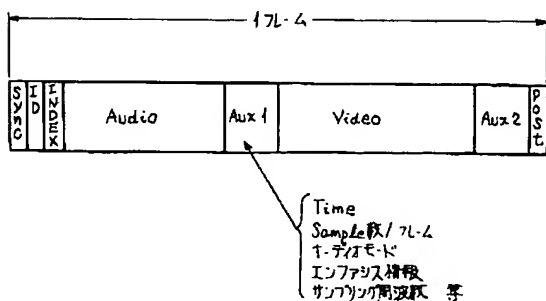 1フレーム
Sync
ID
INDEX
Audio
Aux 1
Video
Aux 2
Post
Time
Sample数/フレーム
オーディオモード
エンファシス情報
サンプリング周波数 等